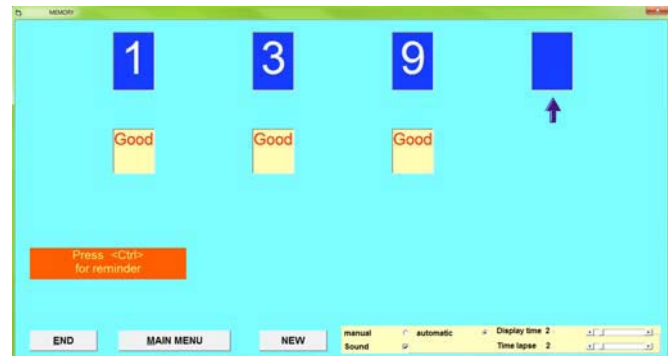 MEMORY
1 3 9
Good Good Good
Press <Ctrl>
for reminder
END MAIN MENU NEW
manual automatic Display time 2
Sound Time lapse 2